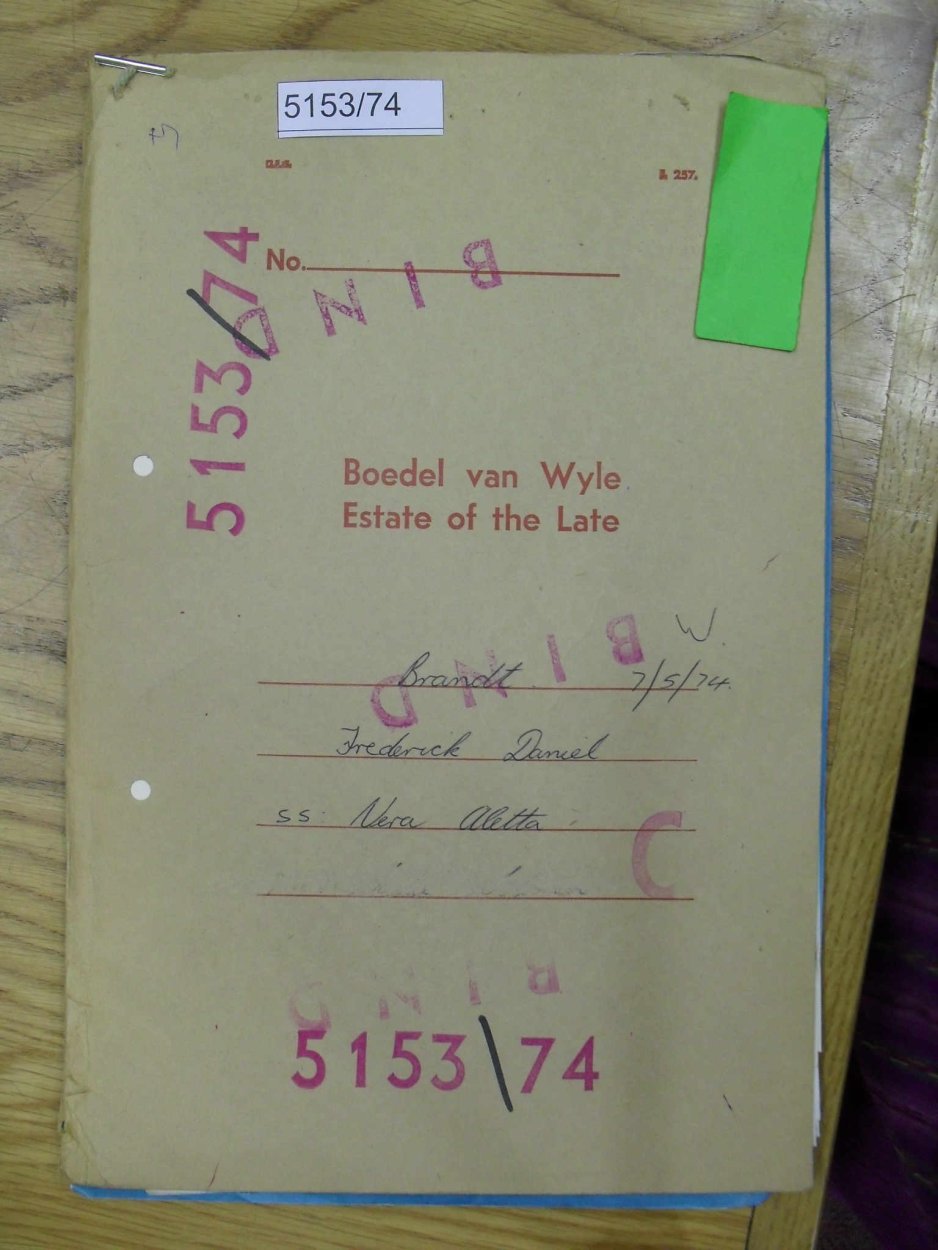 5153/74
J. 257.
No.
BIND
5153/74
Boedel van Wyle
Estate of the Late
BIND
W.
Brandt 7/5/74.
Frederick Daniel
ss: Nera Aletta
C
BIND
5153\74